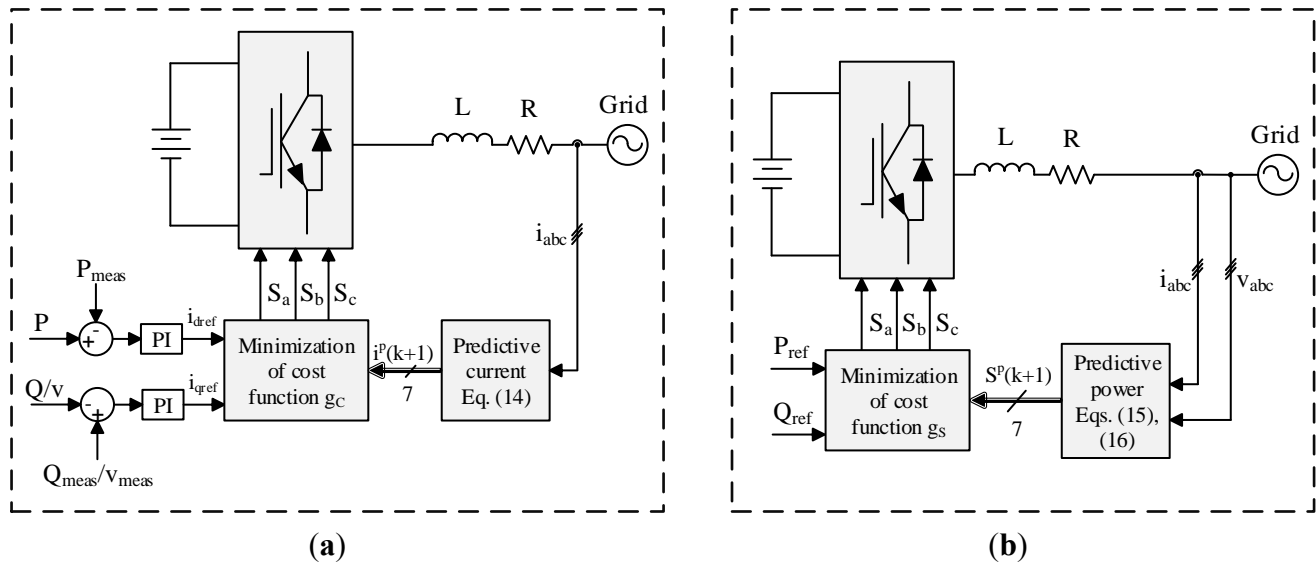 L
R
Grid
i_abc
P_meas
S_a S_b S_c
P
-
+
PI
i_dref
Minimization
of cost
function g_C
i^p(k+1)
7
Predictive
current
Eq. (14)
Q/v
-
+
PI
i_qref
Q_meas/v_meas
(a)
L
R
Grid
i_abc
v_abc
S_a S_b S_c
P_ref
Q_ref
Minimization
of cost
function g_S
S^p(k+1)
7
Predictive
power
Eqs. (15),
(16)
(b)